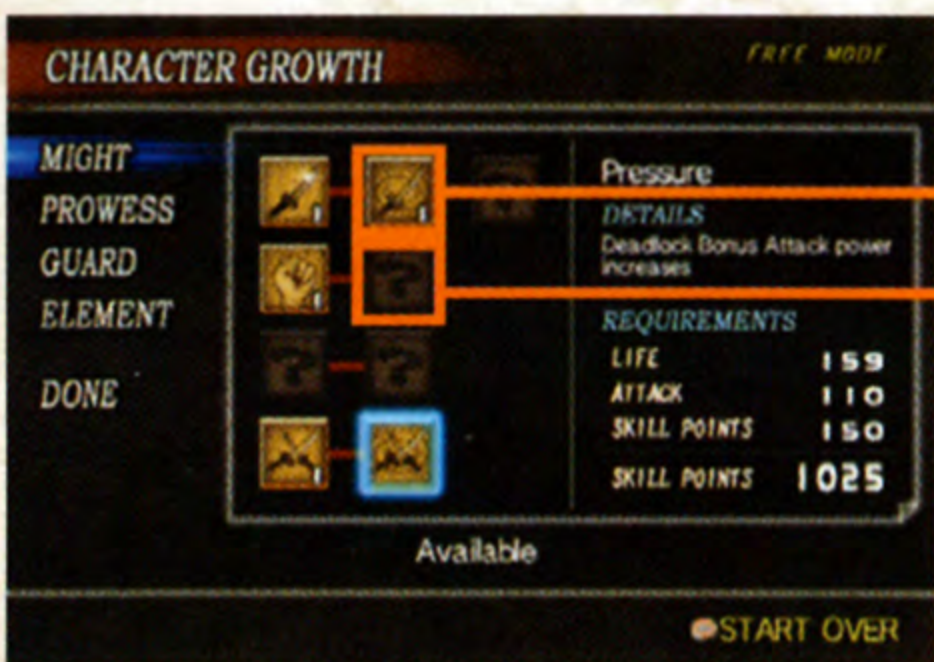 CHARACTER GROWTH
FREE MODE
MIGHT
PROWESS
GUARD
ELEMENT
DONE
Pressure
DETAILS
Deadlock Bonus Attack power
increases
REQUIREMENTS
LIFE 159
ATTACK 110
SKILL POINTS 150
SKILL POINTS 1025
Available
START OVER